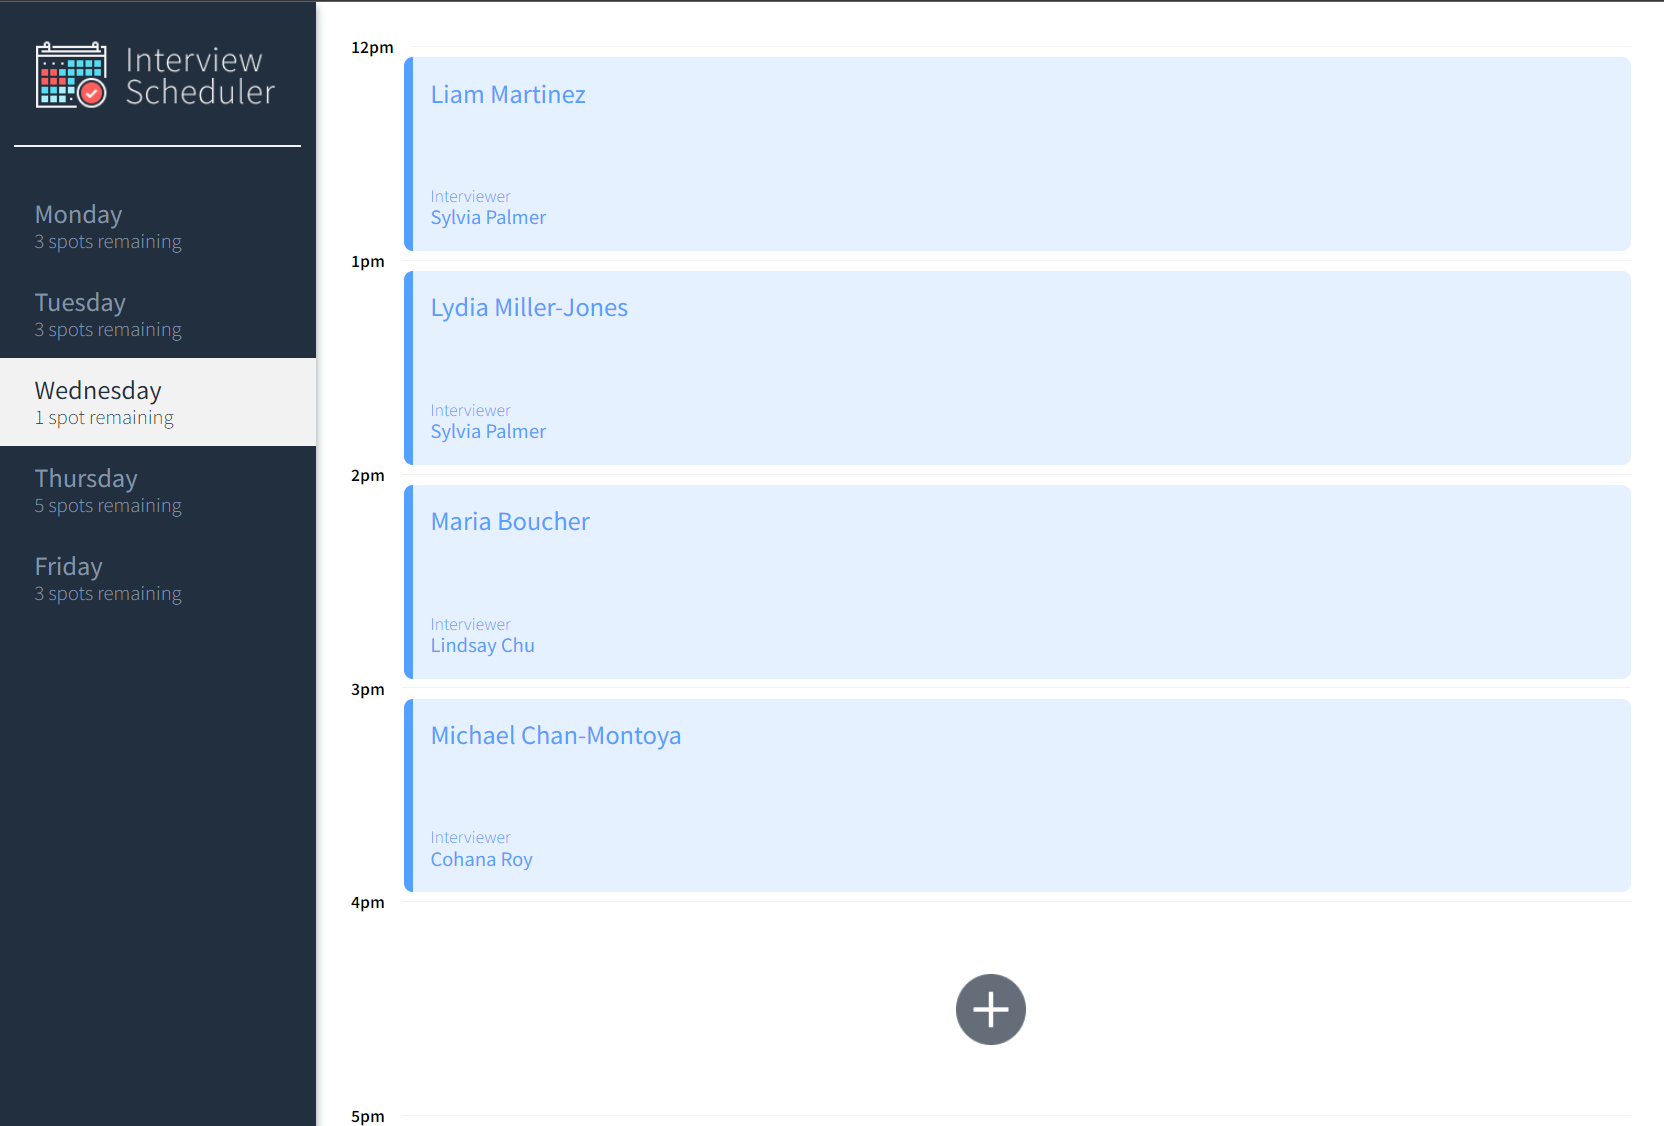 Interview
Scheduler
Monday
3 spots remaining
Tuesday
3 spots remaining
Wednesday
1 spot remaining
Thursday
5 spots remaining
Friday
3 spots remaining
12pm
Liam Martinez
Interviewer
Sylvia Palmer
1pm
Lydia Miller-Jones
Interviewer
Sylvia Palmer
2pm
Maria Boucher
Interviewer
Lindsay Chu
3pm
Michael Chan-Montoya
Interviewer
Cohana Roy
4pm
5pm